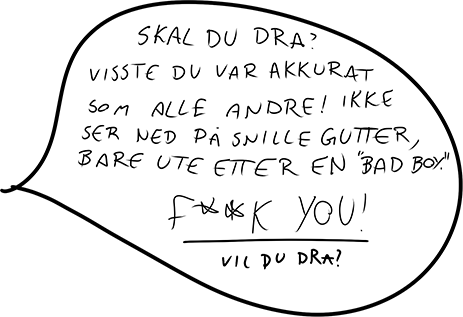 SKAL DU DRA?
VISSTE DU VAR AKKURAT
SOM ALLE ANDRE! IKKE
SER NED PÅ SNILLE GUTTER,
BARE UTE ETTER EN "BAD BOY."
F**K YOU!
VIL DU DRA?